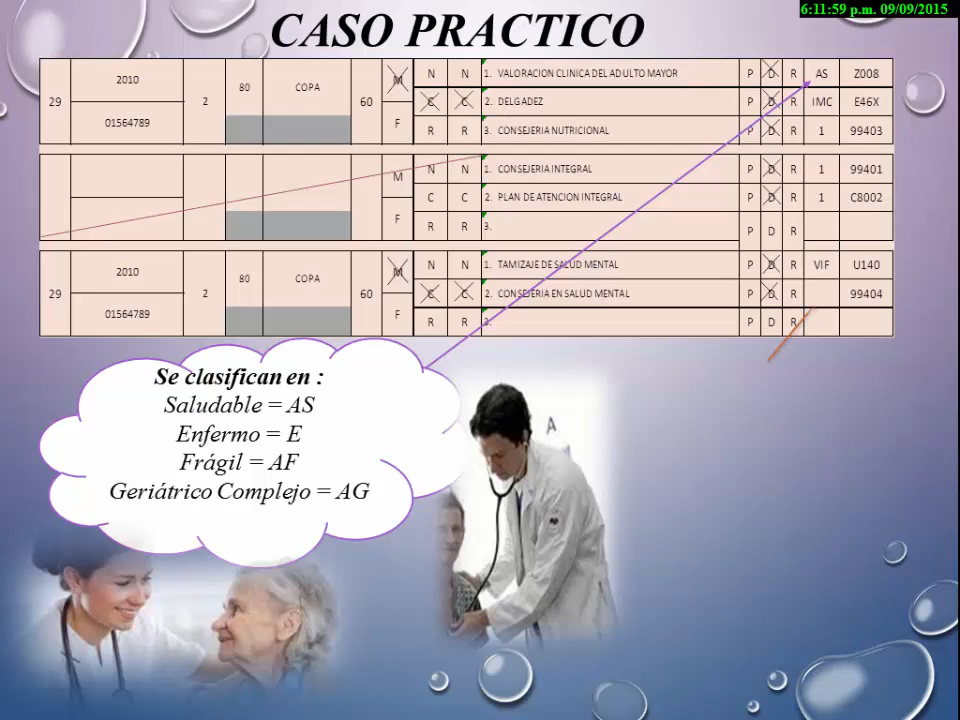 6:11:59 p.m. 09/09/2015
CASO PRACTICO
29 2010 2 80 COPA 60 M N N 1. VALORACION CLINICA DEL ADULTO MAYOR P D R AS Z008
C C 2. DELGADEZ P D R IMC E46X
01564789 F R R 3. CONSEJERIA NUTRICIONAL P D R 1 99403
M N N 1. CONSEJERIA INTEGRAL P D R 1 99401
C C 2. PLAN DE ATENCION INTEGRAL P D R 1 C8002
F R R 3. P D R
29 2010 2 80 COPA 60 M N N 1. TAMIZAJE DE SALUD MENTAL P D R VIF U140
C C 2. CONSEJERIA EN SALUD MENTAL P D R 99404
01564789 F R R 3. P D R
Se clasifican en :
Saludable = AS
Enfermo = E
Frágil = AF
Geriátrico Complejo = AG
A